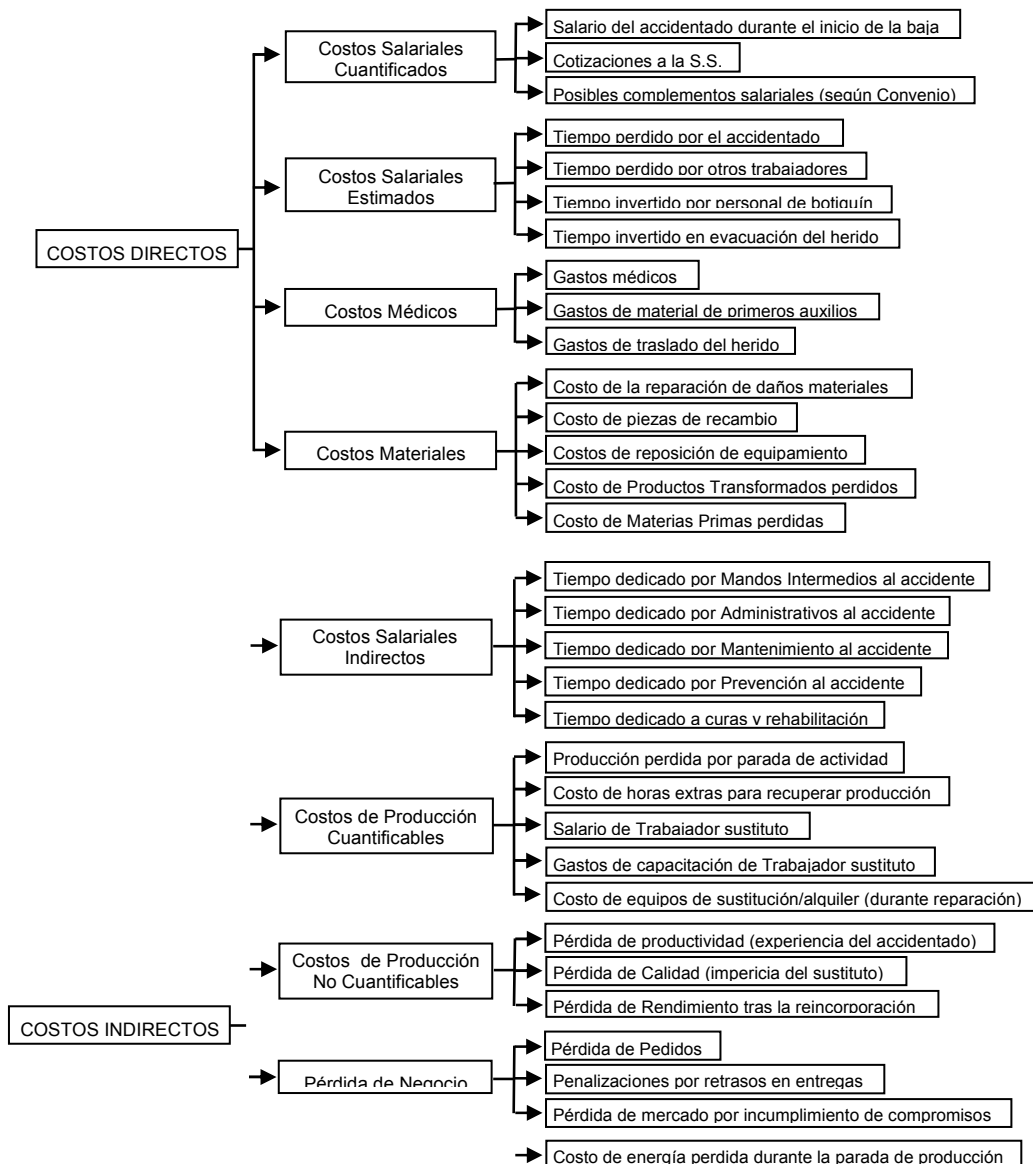 COSTOS DIRECTOS
Costos Salariales
Cuantificados
Salario del accidentado durante el inicio de la baja
Cotizaciones a la S.S.
Posibles complementos salariales (según Convenio)
Costos Salariales
Estimados
Tiempo perdido por el accidentado
Tiempo perdido por otros trabajadores
Tiempo invertido por personal de botiquín
Tiempo invertido en evacuación del herido
Costos Médicos
Gastos médicos
Gastos de material de primeros auxilios
Gastos de traslado del herido
Costos Materiales
Costo de la reparación de daños materiales
Costo de piezas de recambio
Costos de reposición de equipamiento
Costo de Productos Transformados perdidos
Costo de Materias Primas perdidas
COSTOS INDIRECTOS
Costos Salariales
Indirectos
Tiempo dedicado por Mandos Intermedios al accidente
Tiempo dedicado por Administrativos al accidente
Tiempo dedicado por Mantenimiento al accidente
Tiempo dedicado por Prevención al accidente
Tiempo dedicado a curas y rehabilitación
Costos de Producción
Cuantificables
Producción perdida por parada de actividad
Costo de horas extras para recuperar producción
Salario de Trabajador sustituto
Gastos de capacitación de Trabajador sustituto
Costo de equipos de sustitución/alquiler (durante reparación)
Costos de Producción
No Cuantificables
Pérdida de productividad (experiencia del accidentado)
Pérdida de Calidad (impericia del sustituto)
Pérdida de Rendimiento tras la reincorporación
Pérdida de Negocio
Pérdida de Pedidos
Penalizaciones por retrasos en entregas
Pérdida de mercado por incumplimiento de compromisos
Costo de energía perdida durante la parada de producción